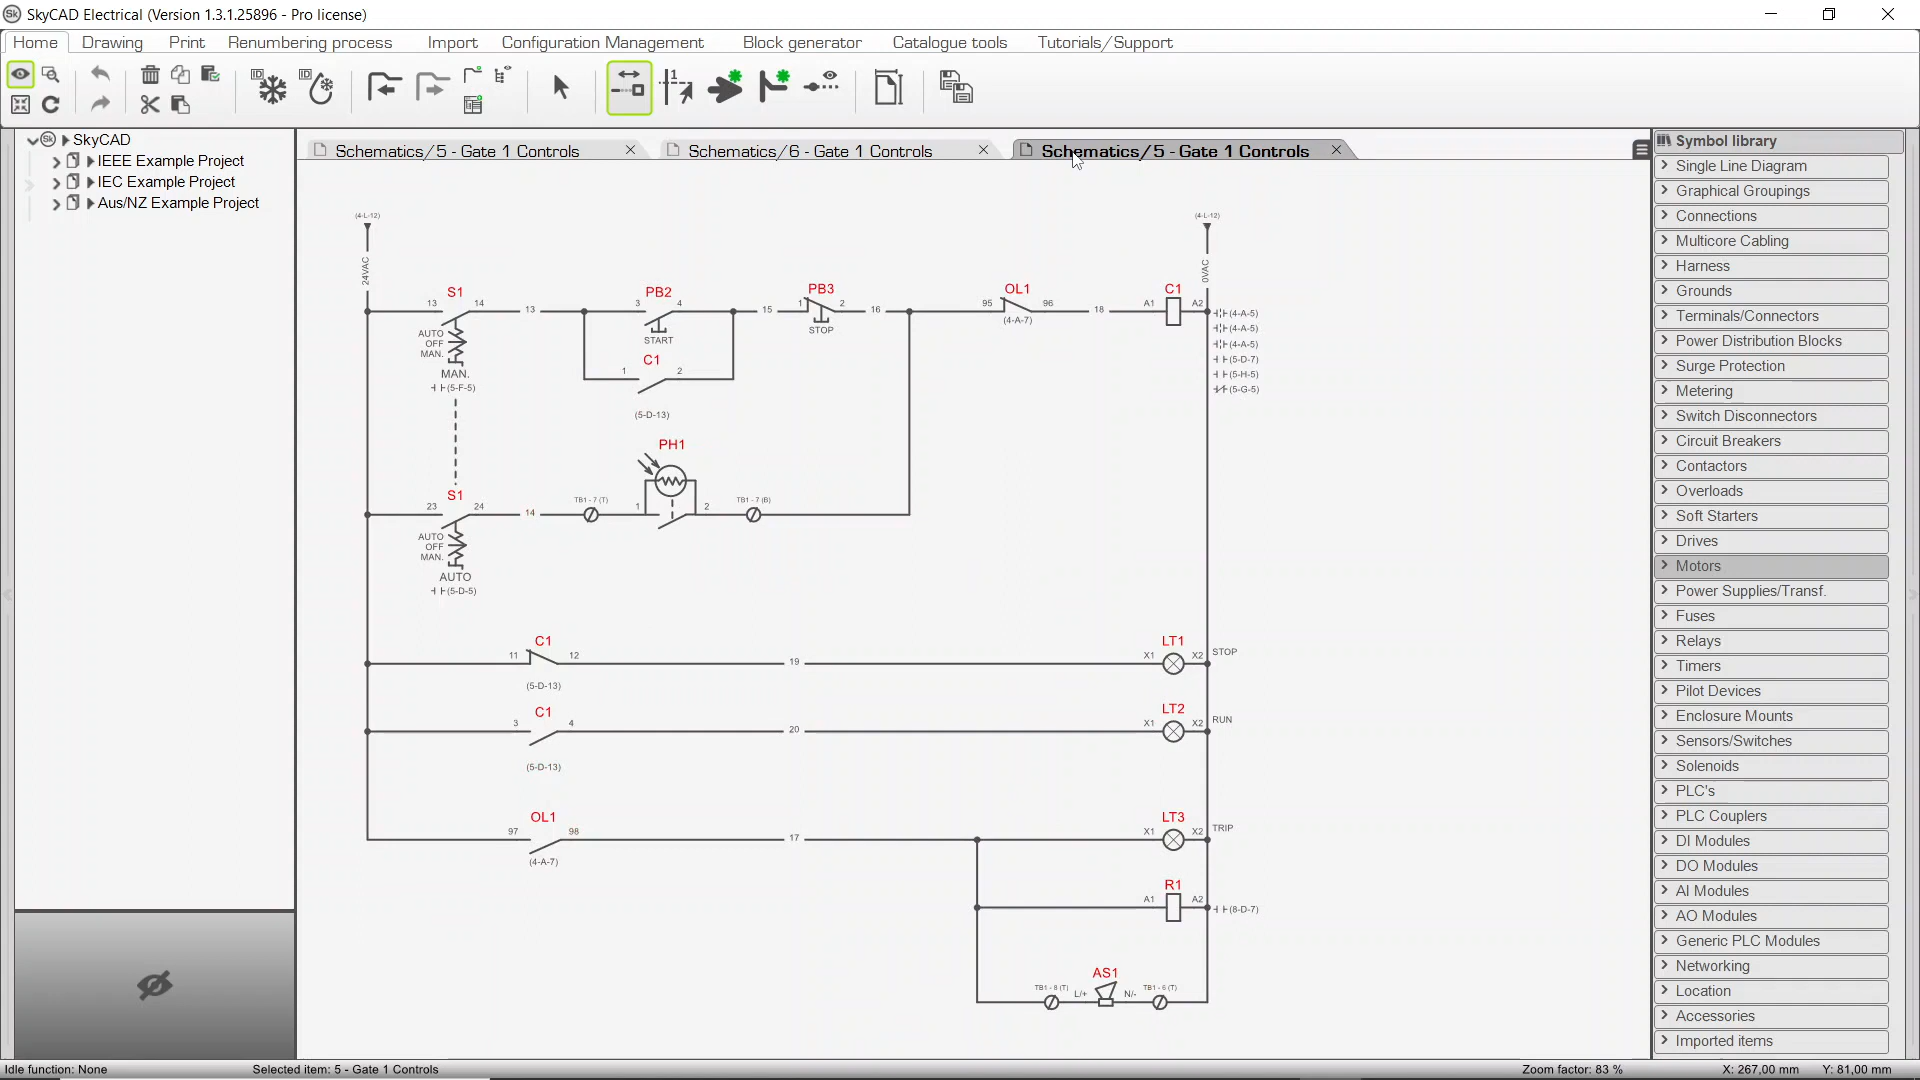 SkyCAD Electrical (Version 1.3.1.25896 - Pro license)
Home Drawing Print Renumbering process Import Configuration Management Block generator Catalogue tools Tutorials/Support
SkyCAD
IEEE Example Project
IEC Example Project
Aus/NZ Example Project
Schematics/5 - Gate 1 Controls
Schematics/6 - Gate 1 Controls
Schematics/5 - Gate 1 Controls
(4-L-12) (4-L-12)
24VAC 0VAC
S1 PB2 PB3 OL1 C1
13 14 13 3 4 15 1 2 16 95 96 18 A1 A2
(4-A-5)
(4-A-5)
(4-A-5)
(5-D-7)
(5-H-5)
(5-G-5)
AUTO
OFF
MAN.
MAN.
(5-F-5)
START
STOP
(4-A-7)
C1
1 2
(5-D-13)
PH1
S1
23 24 14 TB1 - 7 (T) 1 2 TB1 - 7 (B)
AUTO
OFF
MAN.
AUTO
(5-D-5)
C1 LT1
11 12 19 X1 X2 STOP
(5-D-13)
C1 LT2
3 4 20 X1 X2 RUN
(5-D-13)
OL1 LT3
97 98 17 X1 X2 TRIP
(4-A-7)
R1
A1 A2 (8-D-7)
AS1
TB1 - 8 (T) L/+ N/- TB1 - 6 (T)
Symbol library
Single Line Diagram
Graphical Groupings
Connections
Multicore Cabling
Harness
Grounds
Terminals/Connectors
Power Distribution Blocks
Surge Protection
Metering
Switch Disconnectors
Circuit Breakers
Contactors
Overloads
Soft Starters
Drives
Motors
Power Supplies/Transf.
Fuses
Relays
Timers
Pilot Devices
Enclosure Mounts
Sensors/Switches
Solenoids
PLC's
PLC Couplers
DI Modules
DO Modules
AI Modules
AO Modules
Generic PLC Modules
Networking
Location
Accessories
Imported items
Idle function: None Selected item: 5 - Gate 1 Controls Zoom factor: 83 % X: 267,00 mm Y: 81,00 mm